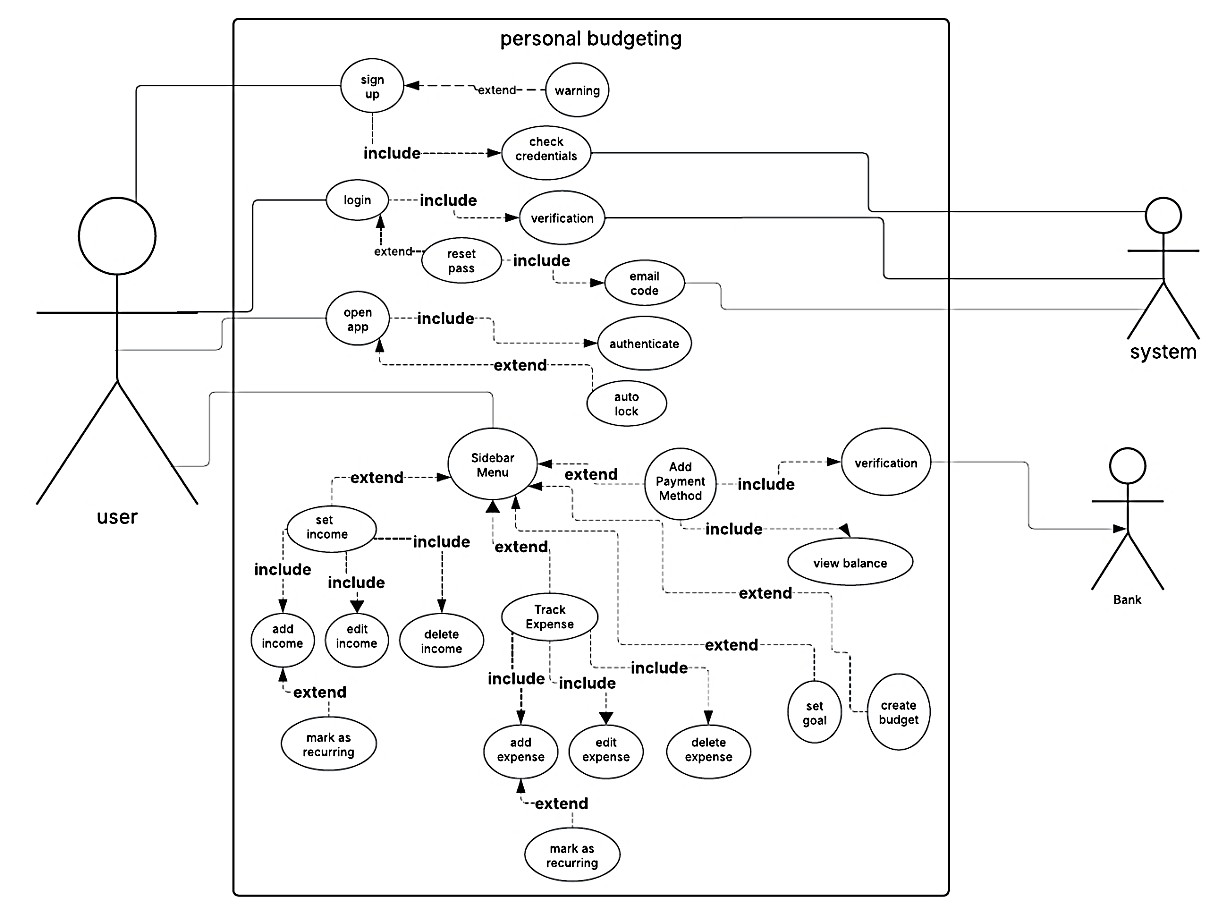 personal budgeting
sign
up
extend
warning
include
check
credentials
login
include
verification
extend
reset
pass
include
email
code
open
app
include
authenticate
extend
auto
lock
system
user
Sidebar
Menu
extend
extend
Add
Payment
Method
include
verification
include
view balance
Bank
set
income
include
include
include
extend
add
income
edit
income
delete
income
extend
mark as
recurring
Track
Expense
include
include
include
extend
extend
set
goal
create
budget
add
expense
edit
expense
delete
expense
extend
mark as
recurring